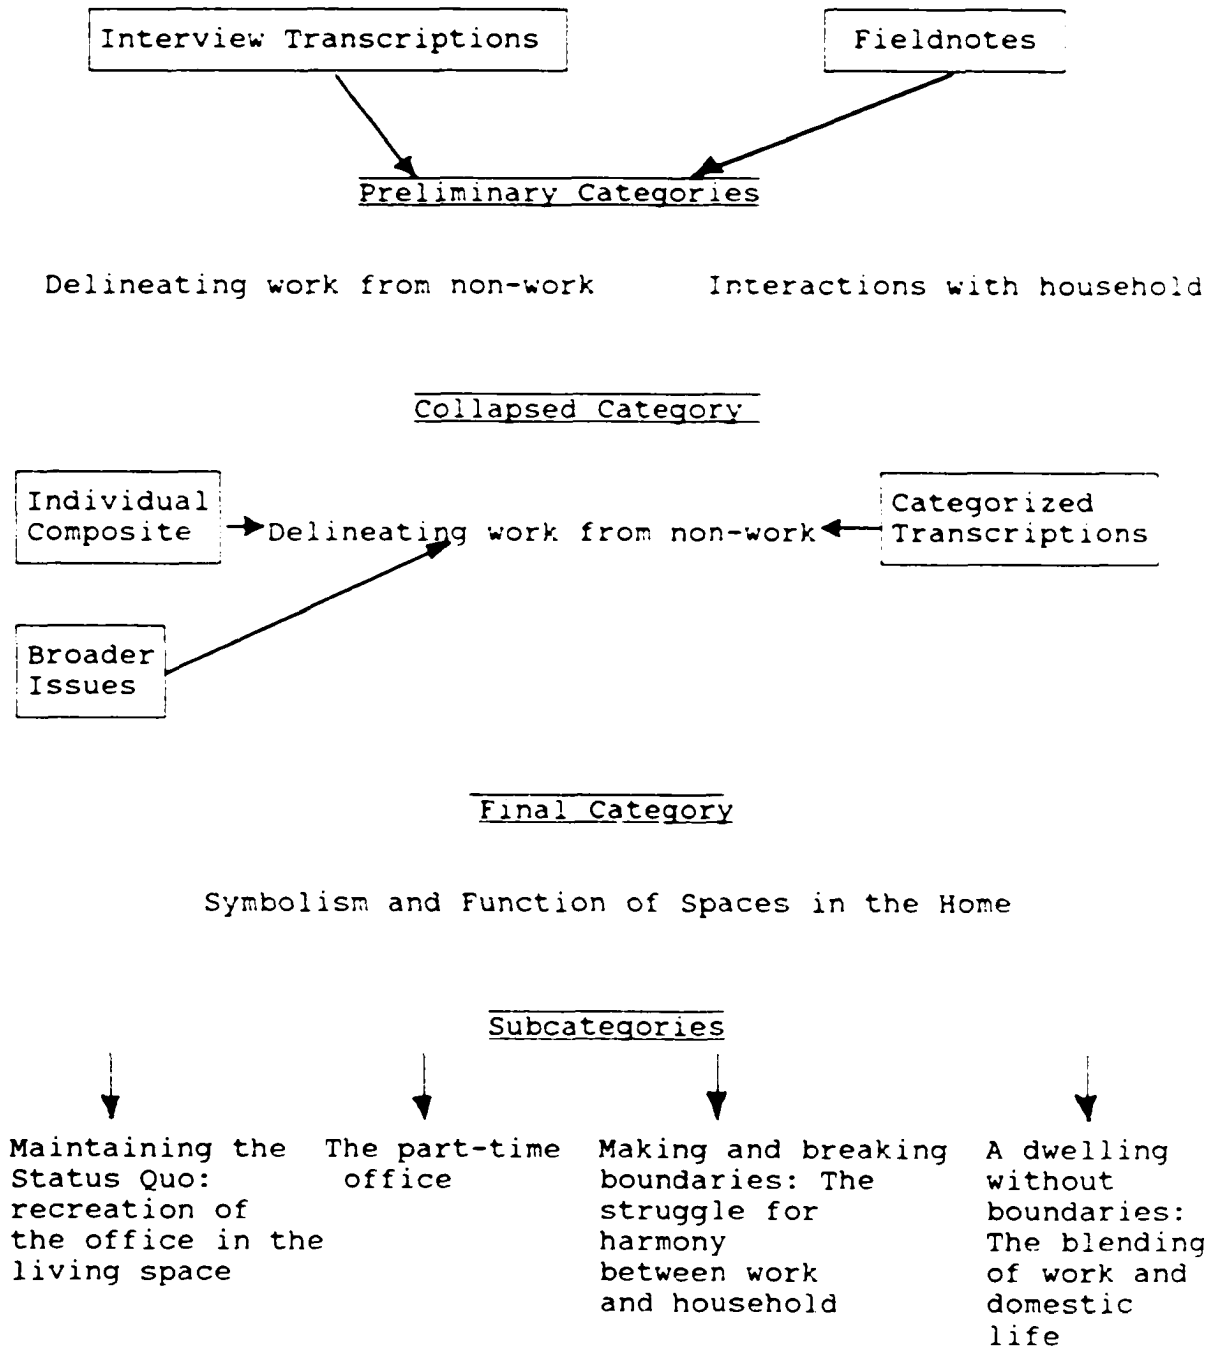 Interview Transcriptions
Fieldnotes
Preliminary Categories
Delineating work from non-work
Interactions with household
Collapsed Category
Individual
Composite
Delineating work from non-work
Categorized
Transcriptions
Broader
Issues
Final Category
Symbolism and Function of Spaces in the Home
Subcategories
Maintaining the
Status Quo:
recreation of
the office in the
living space
The part-time
office
Making and breaking
boundaries: The
struggle for
harmony
between work
and household
A dwelling
without
boundaries:
The blending
of work and
domestic
life